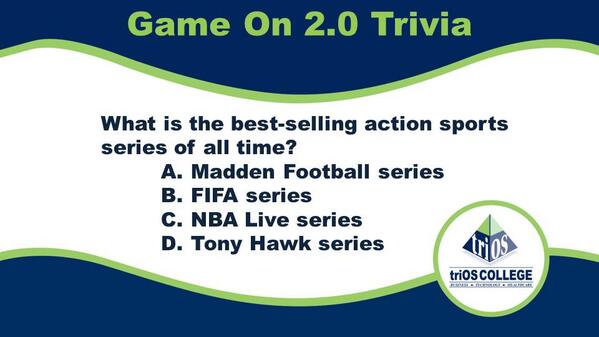 Game On 2.0 Trivia
What is the best-selling action sports
series of all time?
A. Madden Football series
B. FIFA series
C. NBA Live series
D. Tony Hawk series
triOS
triOS COLLEGE
BUSINESS • TECHNOLOGY • HEALTHCARE